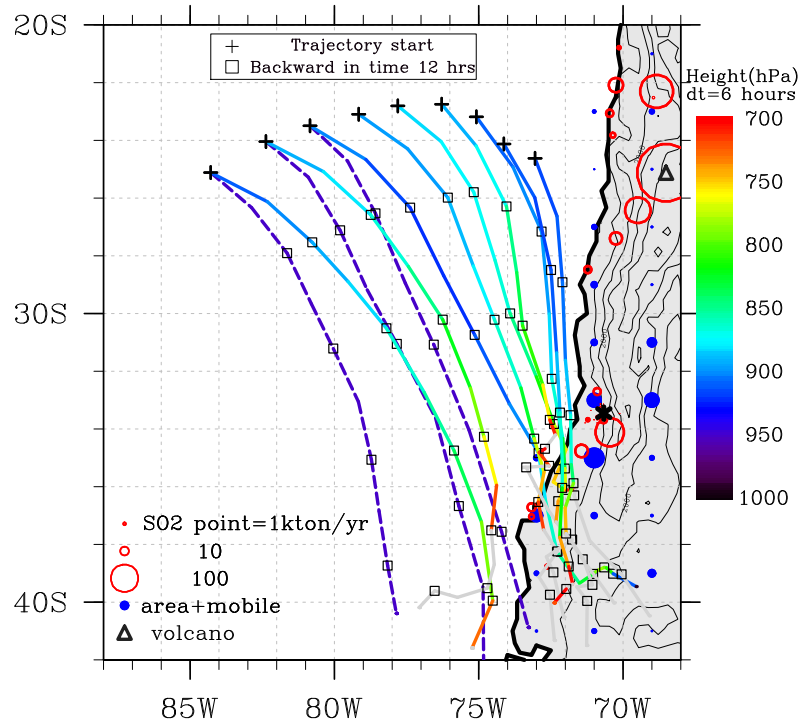 20S
30S
40S
Trajectory start
Backward in time 12 hrs
Height(hPa)
dt=6 hours
700
750
800
850
900
950
1000
SO2 point=1kton/yr
10
100
area+mobile
volcano
85W
80W
75W
70W